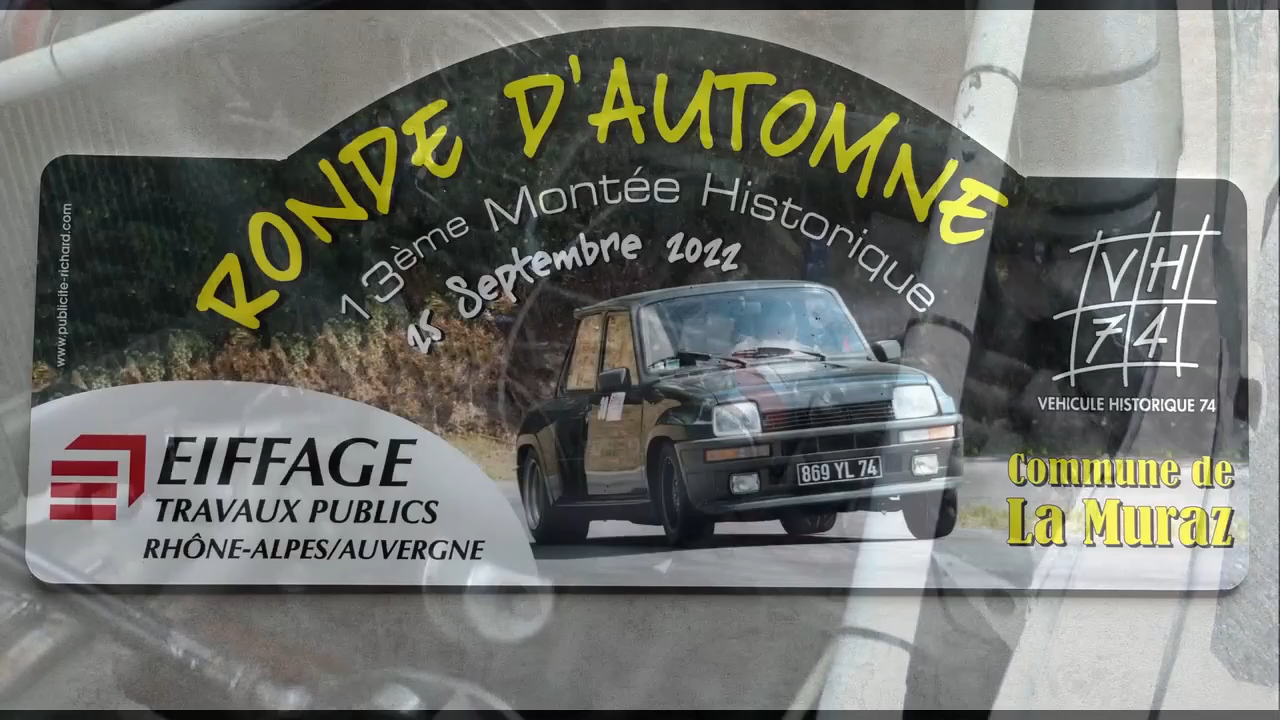 RONDE D'AUTOMNE
13ème Montée Historique
25 Septembre 2022
www.publicite-richard.com
VH
74
VEHICULE HISTORIQUE 74
869 YL 74
Commune de
La Muraz
EIFFAGE
TRAVAUX PUBLICS
RHÔNE-ALPES/AUVERGNE